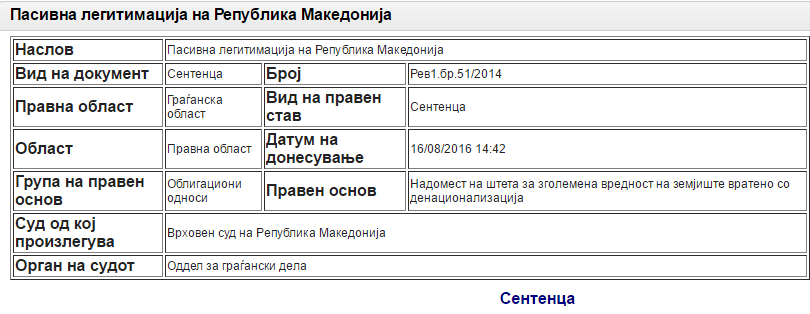 Пасивна легитимација на Република Македонија
Наслов Пасивна легитимација на Република Македонија
Вид на документ Сентенца Број Рев1.бр.51/2014
Правна област Граѓанска област Вид на правен став Сентенца
Област Правна област Датум на донесување 16/08/2016 14:42
Група на правен основ Облигациони односи Правен основ Надомест на штета за зголемена вредност на земјиште вратено со денационализација
Суд од кој произлегува Врховен суд на Република Македонија
Орган на судот Оддел за граѓански дела
Сентенца